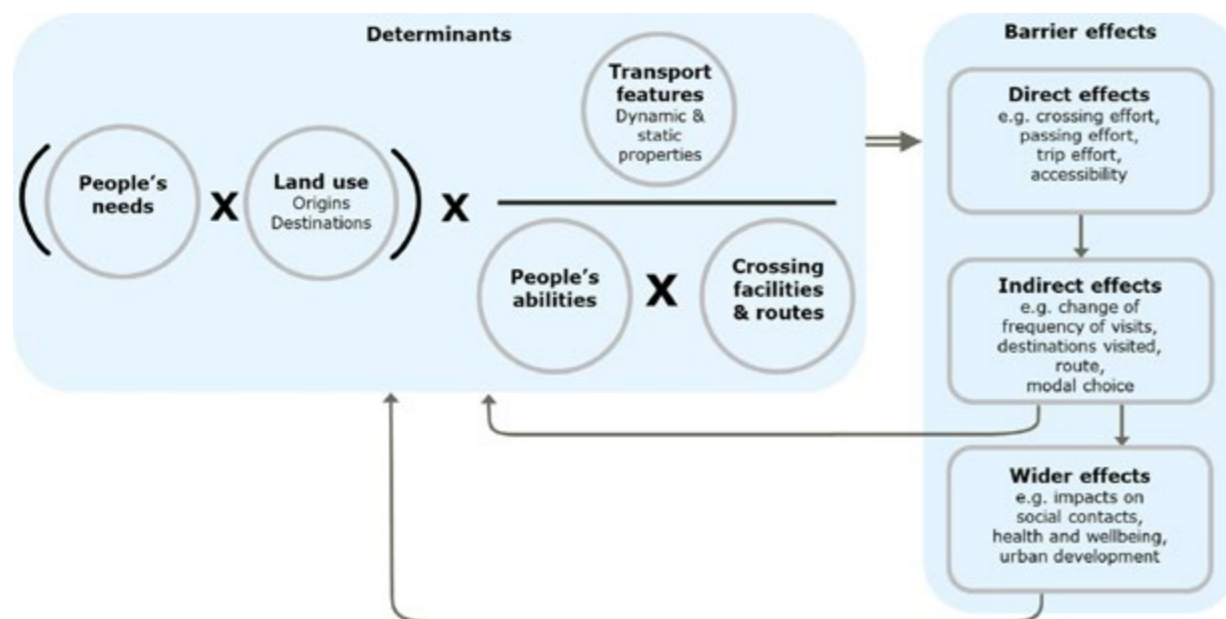 Determinants
Transport
features
Dynamic &
static
properties
( People's
needs
X
Land use
Origins
Destinations
)
X
People's
abilities
X
Crossing
facilities
& routes
Barrier effects
Direct effects
e.g. crossing effort,
passing effort,
trip effort,
accessibility
Indirect effects
e.g. change of
frequency of visits,
destinations visited,
route,
modal choice
Wider effects
e.g. impacts on
social contacts,
health and wellbeing,
urban development